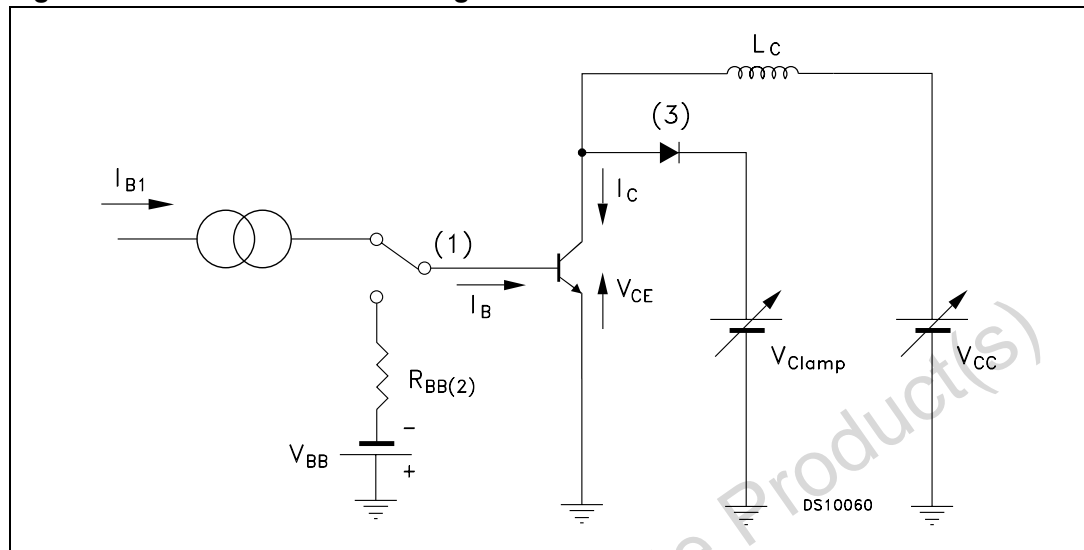 L C
(3)
I B1
I C
(1)
I B
V CE
V Clamp
V CC
R BB(2)
-
V BB
+
DS10060
e Product(s)